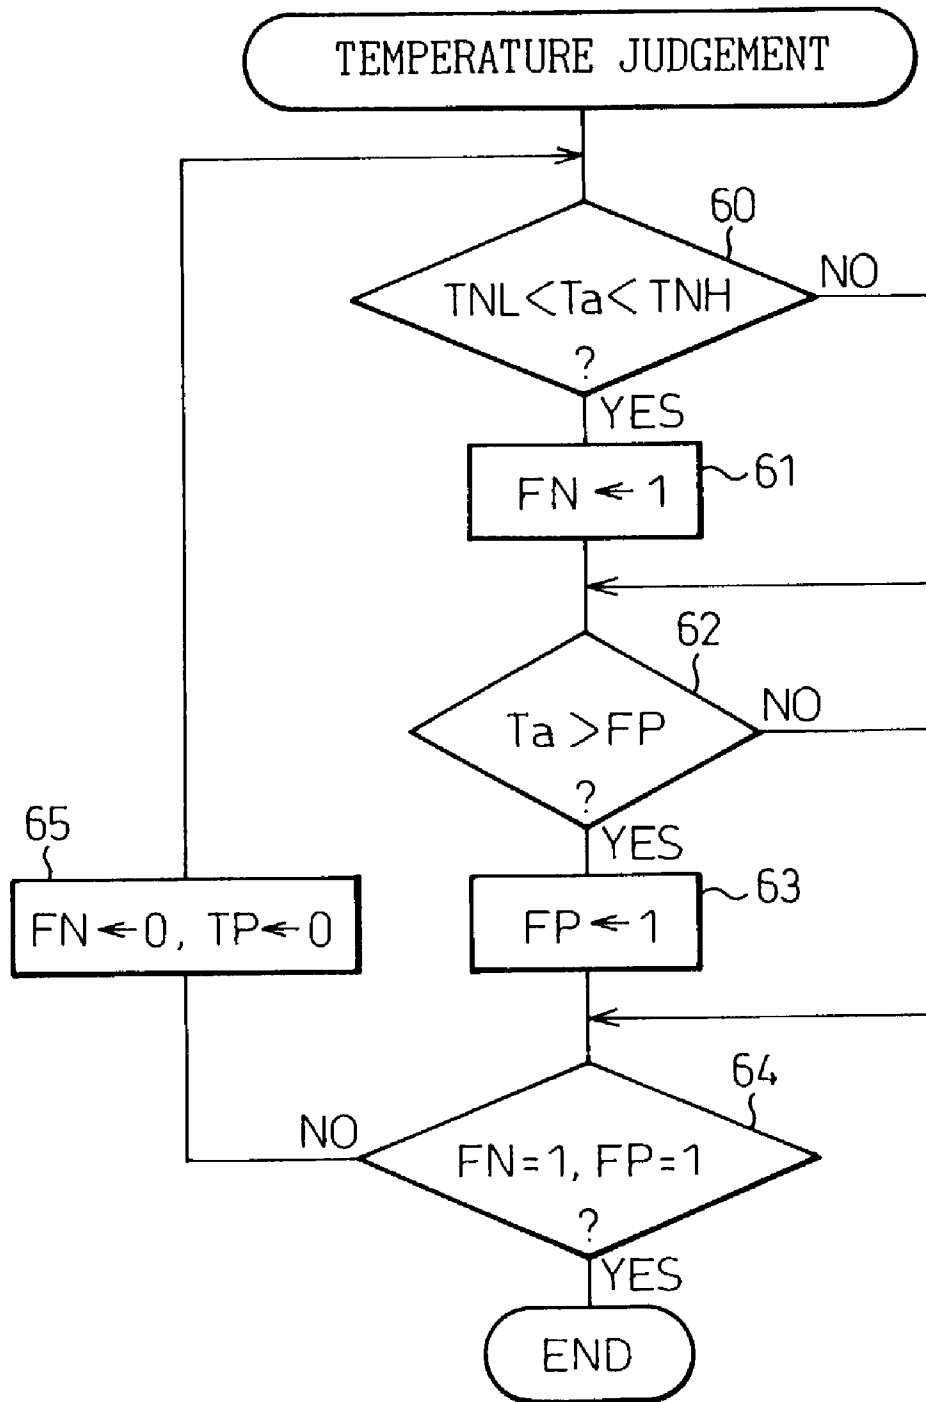 TEMPERATURE JUDGEMENT
60
TNL<Ta<TNH
?
NO
YES
61
FN ← 1
62
Ta >FP
?
NO
YES
63
FP ← 1
65
FN←0, TP←0
64
FN=1, FP=1
?
NO
YES
END